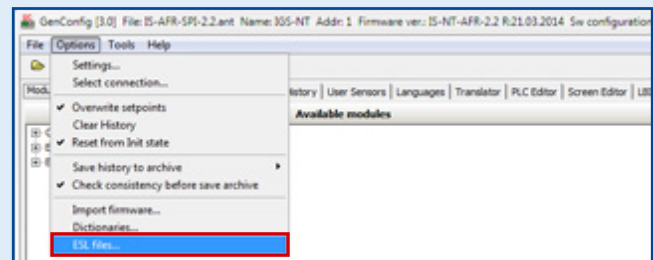 GenConfig [3.0] File: IS-AFR-SPI-2.2.ant Name: IGS-NT Addr: 1 Firmware ver.: IS-NT-AFR-2.2 R:21.03.2014 Sw configuration
File Options Tools Help
Settings...
Select connection...
Modu
istory User Sensors Languages Translator PLC Editor Screen Editor
Overwrite setpoints
Available modules
Clear History
Reset from Init state
Save history to archive
Check consistency before save archive
Import firmware...
Dictionaries...
ESL files...